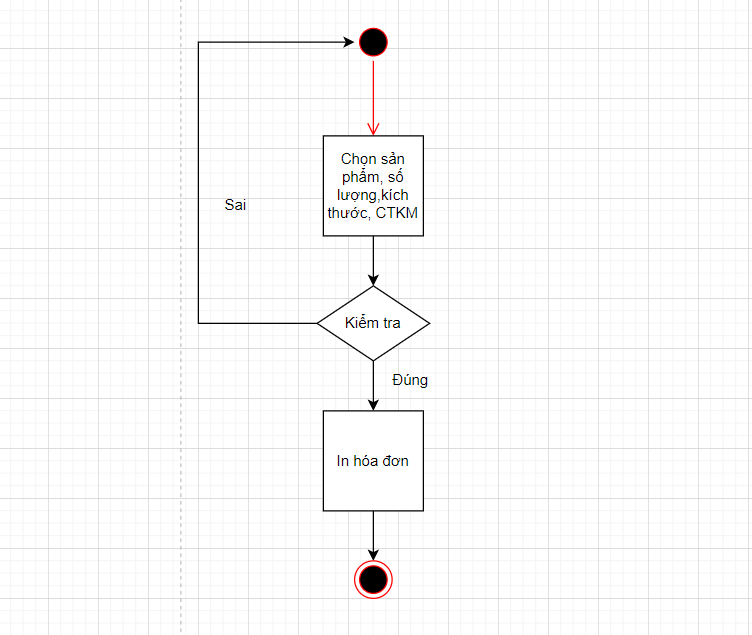 Chọn sản
phẩm, số
lượng,kích
thước, CTKM
Sai
Kiểm tra
Đúng
In hóa đơn